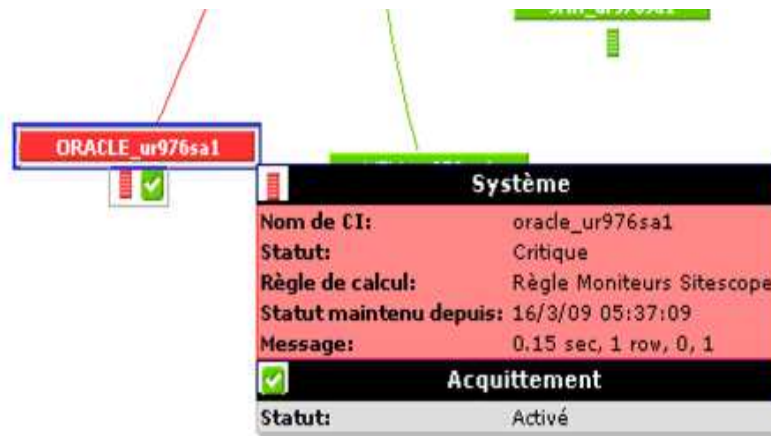 ORACLE_ur976sa1
Système
Nom de CI: oracle_ur976sa1
Statut: Critique
Règle de calcul: Règle Moniteurs Sitescope
Statut maintenu depuis: 16/3/09 05:37:09
Message: 0.15 sec, 1 row, 0, 1
Acquittement
Statut: Activé